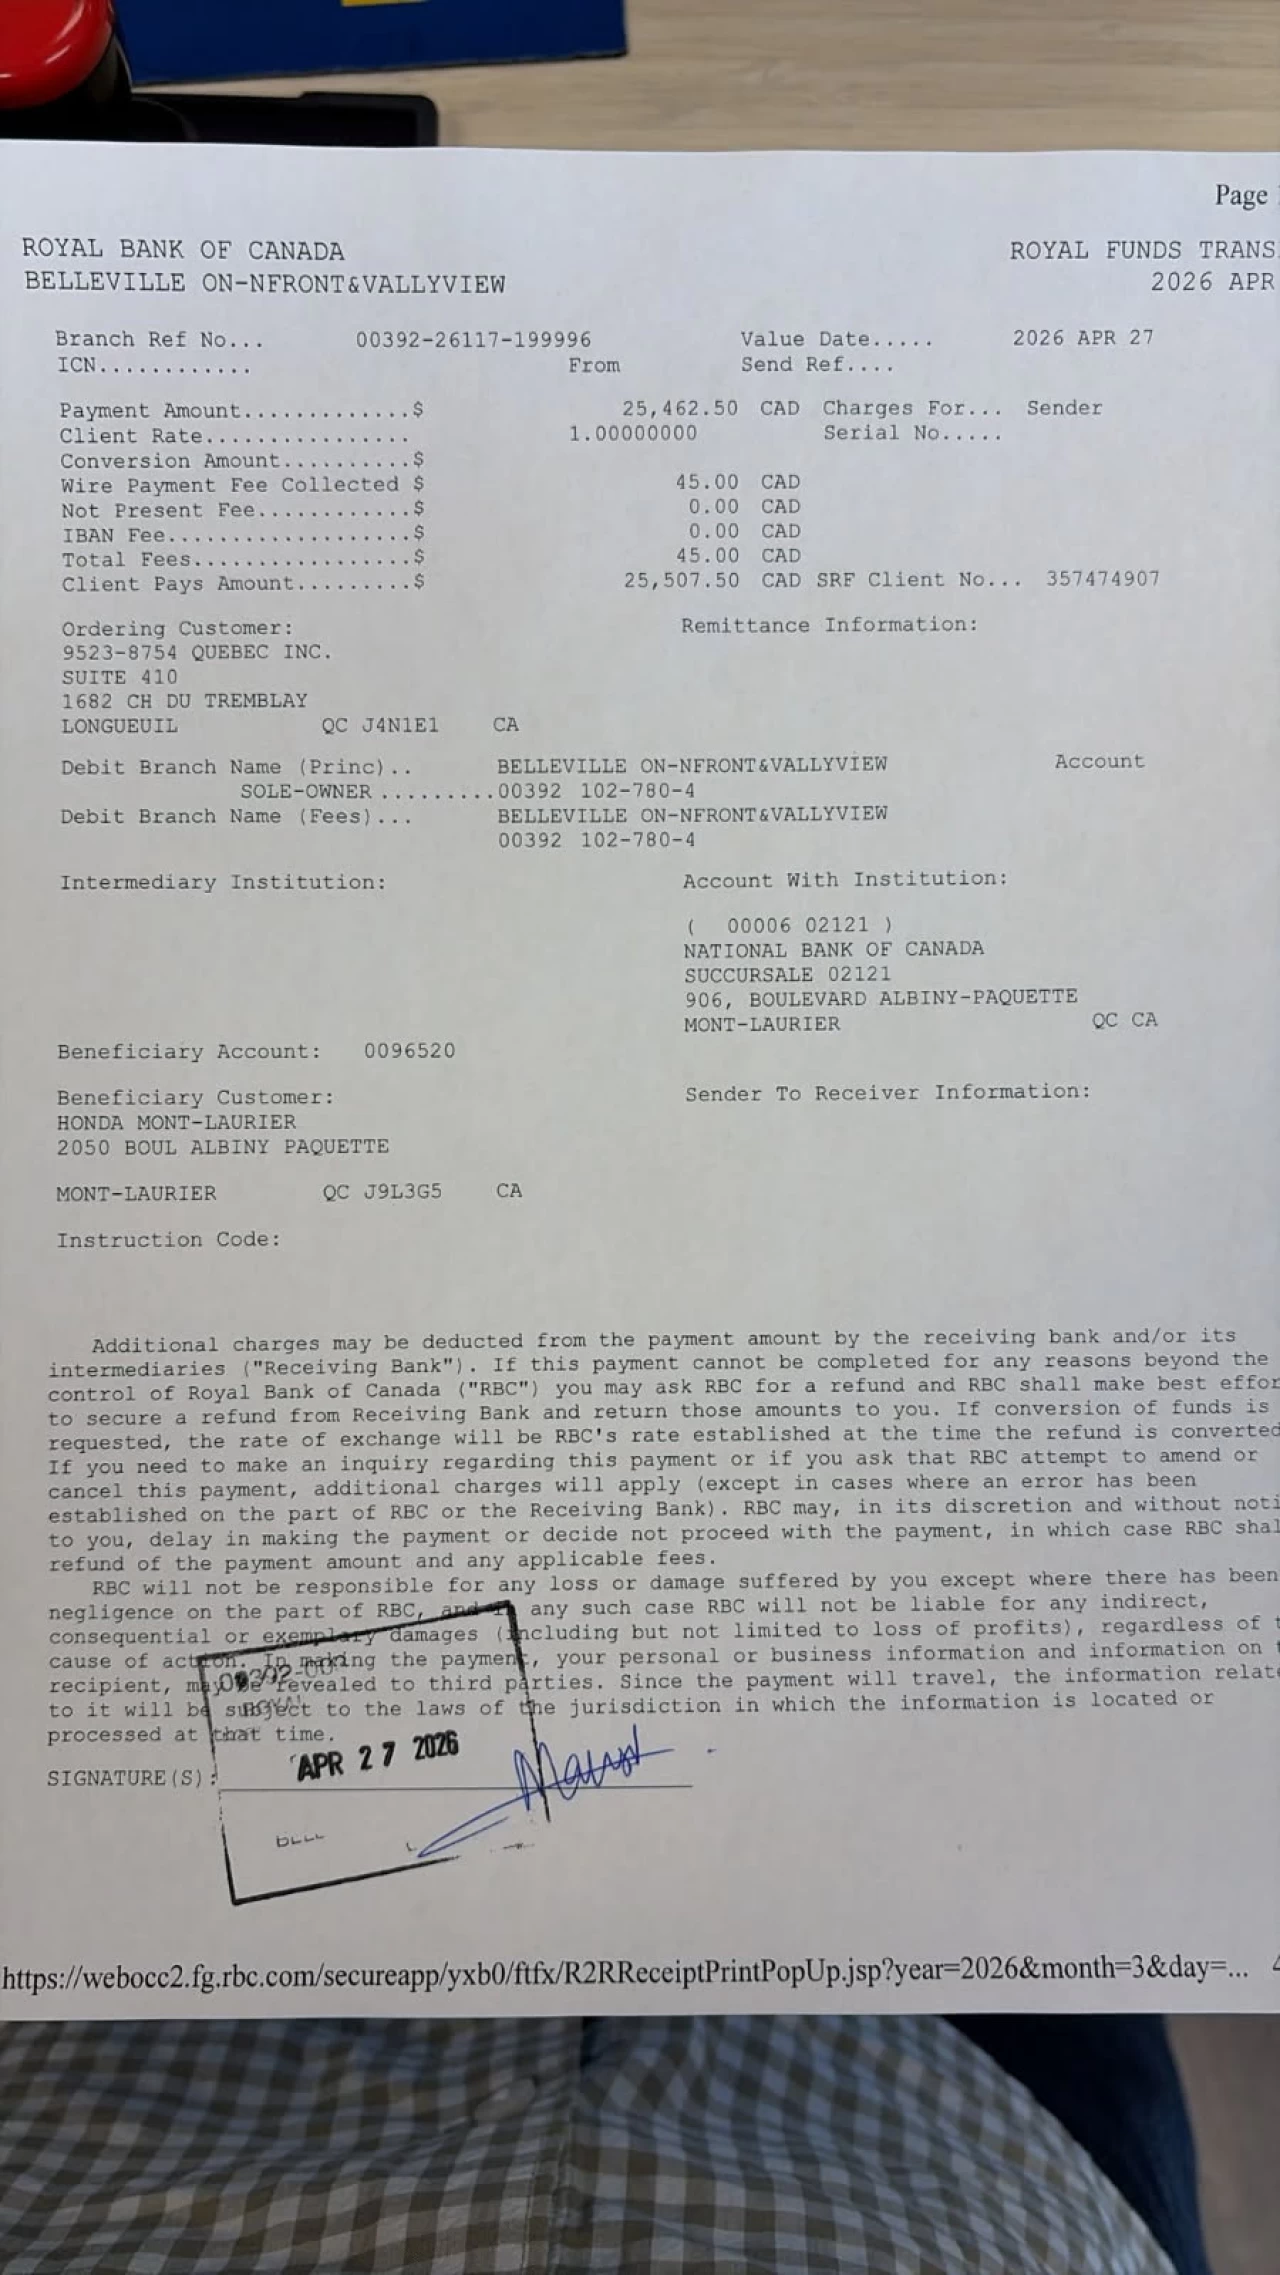 Page
ROYAL BANK OF CANADA ROYAL FUNDS TRANS
BELLEVILLE ON-NFRONT&VALLYVIEW 2026 APR
Branch Ref No... 00392-26117-199996 Value Date..... 2026 APR 27
ICN............ From Send Ref....
Payment Amount.............$ 25,462.50 CAD Charges For... Sender
Client Rate................ 1.00000000 Serial No.....
Conversion Amount..........$
Wire Payment Fee Collected $ 45.00 CAD
Not Present Fee............$ 0.00 CAD
IBAN Fee...................$ 0.00 CAD
Total Fees.................$ 45.00 CAD
Client Pays Amount.........$ 25,507.50 CAD SRF Client No... 357474907
Ordering Customer: Remittance Information:
9523-8754 QUEBEC INC.
SUITE 410
1682 CH DU TREMBLAY
LONGUEUIL QC J4N1E1 CA
Debit Branch Name (Princ).. BELLEVILLE ON-NFRONT&VALLYVIEW Account
SOLE-OWNER .........00392 102-780-4
Debit Branch Name (Fees)... BELLEVILLE ON-NFRONT&VALLYVIEW
00392 102-780-4
Intermediary Institution: Account With Institution:
( 00006 02121 )
NATIONAL BANK OF CANADA
SUCCURSALE 02121
906, BOULEVARD ALBINY-PAQUETTE
MONT-LAURIER QC CA
Beneficiary Account: 0096520
Beneficiary Customer: Sender To Receiver Information:
HONDA MONT-LAURIER
2050 BOUL ALBINY PAQUETTE
MONT-LAURIER QC J9L3G5 CA
Instruction Code:
Additional charges may be deducted from the payment amount by the receiving bank and/or its
intermediaries ("Receiving Bank"). If this payment cannot be completed for any reasons beyond the
control of Royal Bank of Canada ("RBC") you may ask RBC for a refund and RBC shall make best effor
to secure a refund from Receiving Bank and return those amounts to you. If conversion of funds is
requested, the rate of exchange will be RBC's rate established at the time the refund is converted
If you need to make an inquiry regarding this payment or if you ask that RBC attempt to amend or
cancel this payment, additional charges will apply (except in cases where an error has been
established on the part of RBC or the Receiving Bank). RBC may, in its discretion and without noti
to you, delay in making the payment or decide not proceed with the payment, in which case RBC shal
refund of the payment amount and any applicable fees.
RBC will not be responsible for any loss or damage suffered by you except where there has been
negligence on the part of RBC, and in any such case RBC will not be liable for any indirect,
consequential or exemplary damages (including but not limited to loss of profits), regardless of t
cause of action. In making the payment, your personal or business information and information on t
recipient, may be revealed to third parties. Since the payment will travel, the information relate
to it will be subject to the laws of the jurisdiction in which the information is located or
processed at that time.
APR 27 2026
SIGNATURE(S):
https://webocc2.fg.rbc.com/secureapp/yxb0/ftfx/R2RReceiptPrintPopUp.jsp?year=2026&month=3&day=...